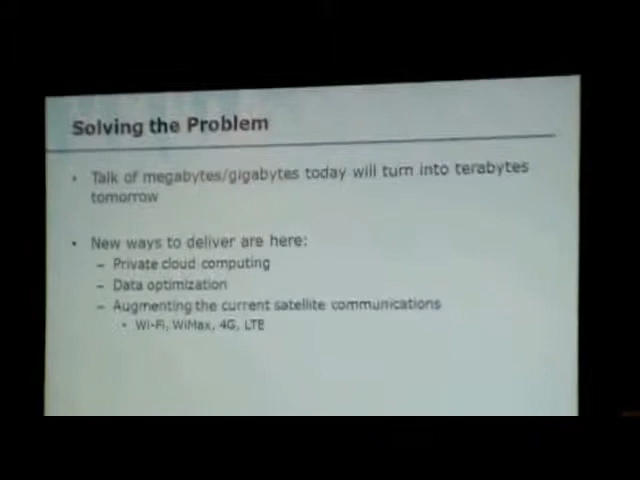 Solving the Problem
• Talk of megabytes/gigabytes today will turn into terabytes
tomorrow
• New ways to deliver are here:
– Private cloud computing
– Data optimization
– Augmenting the current satellite communications
• Wi-Fi, WiMax, 4G, LTE